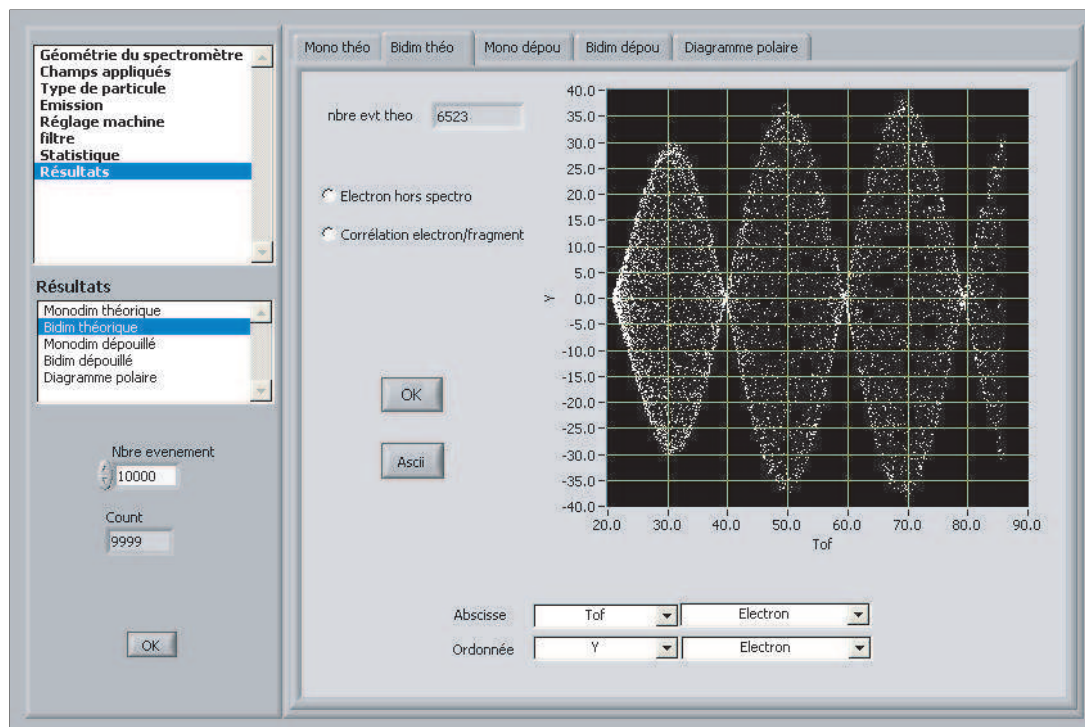 Géométrie du spectromètre
Champs appliqués
Type de particule
Emission
Réglage machine
filtre
Statistique
Résultats
Résultats
Monodim théorique
Bidim théorique
Monodim dépouillé
Bidim dépouillé
Diagramme polaire
Nbre evenement
10000
Count
9999
OK
Mono théo
Bidim théo
Mono dépou
Bidim dépou
Diagramme polaire
nbre evt theo
6523
Electron hors spectro
Corrélation electron/fragment
OK
Ascii
40.0
35.0
30.0
25.0
20.0
15.0
10.0
5.0
0.0
-5.0
-10.0
-15.0
-20.0
-25.0
-30.0
-35.0
-40.0
Y
20.0 30.0 40.0 50.0 60.0 70.0 80.0 90.0
Tof
Abscisse Tof Electron
Ordonnée Y Electron